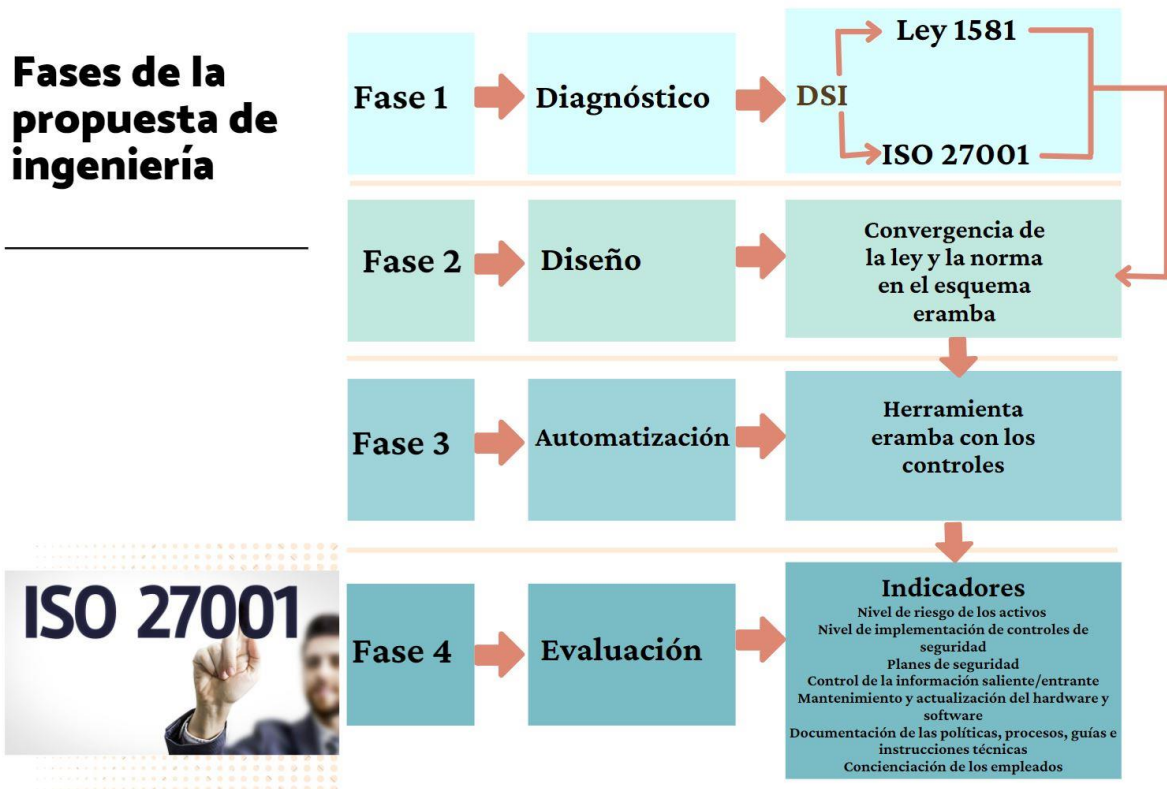 Fases de la
propuesta de
ingeniería
Fase 1
Diagnóstico
DSI
Ley 1581
ISO 27001
Fase 2
Diseño
Convergencia de
la ley y la norma
en el esquema
eramba
Fase 3
Automatización
Herramienta
eramba con los
controles
ISO 27001
Fase 4
Evaluación
Indicadores
Nivel de riesgo de los activos
Nivel de implementación de controles de
seguridad
Planes de seguridad
Control de la información saliente/entrante
Mantenimiento y actualización del hardware y
software
Documentación de las políticas, procesos, guías e
instrucciones técnicas
Concienciación de los empleados